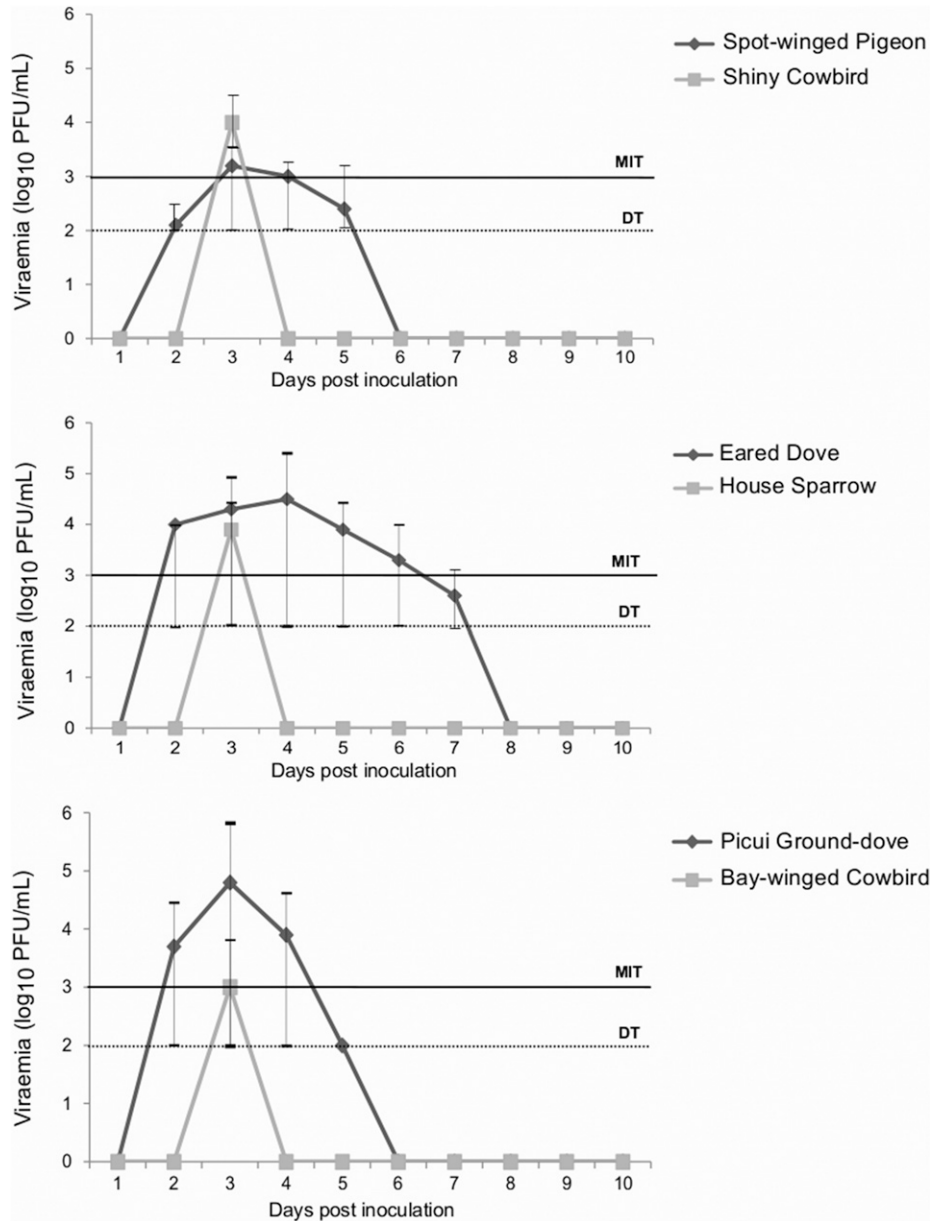 6
5
4
3
2
1
0
Viraemia (log10 PFU/mL)
MIT
DT
1 2 3 4 5 6 7 8 9 10
Days post inoculation
Spot-winged Pigeon
Shiny Cowbird
6
5
4
3
2
1
0
Viraemia (log10 PFU/mL)
MIT
DT
1 2 3 4 5 6 7 8 9 10
Days post inoculation
Eared Dove
House Sparrow
6
5
4
3
2
1
0
Viraemia (log10 PFU/mL)
MIT
DT
1 2 3 4 5 6 7 8 9 10
Days post inoculation
Picui Ground-dove
Bay-winged Cowbird